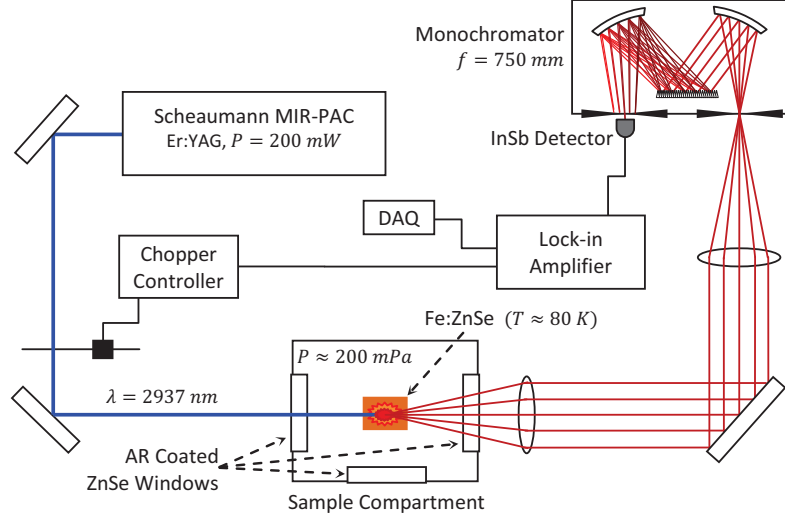 Monochromator
f = 750 mm
Scheaumann MIR-PAC
Er:YAG, P = 200 mW
InSb Detector
DAQ
Lock-in
Amplifier
Chopper
Controller
Fe:ZnSe (T ≈ 80 K)
P ≈ 200 mPa
λ = 2937 nm
AR Coated
ZnSe Windows
Sample Compartment